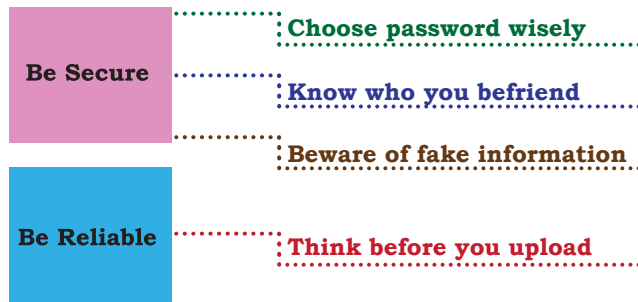 Be Secure
Choose password wisely
Know who you befriend
Beware of fake information
Be Reliable
Think before you upload